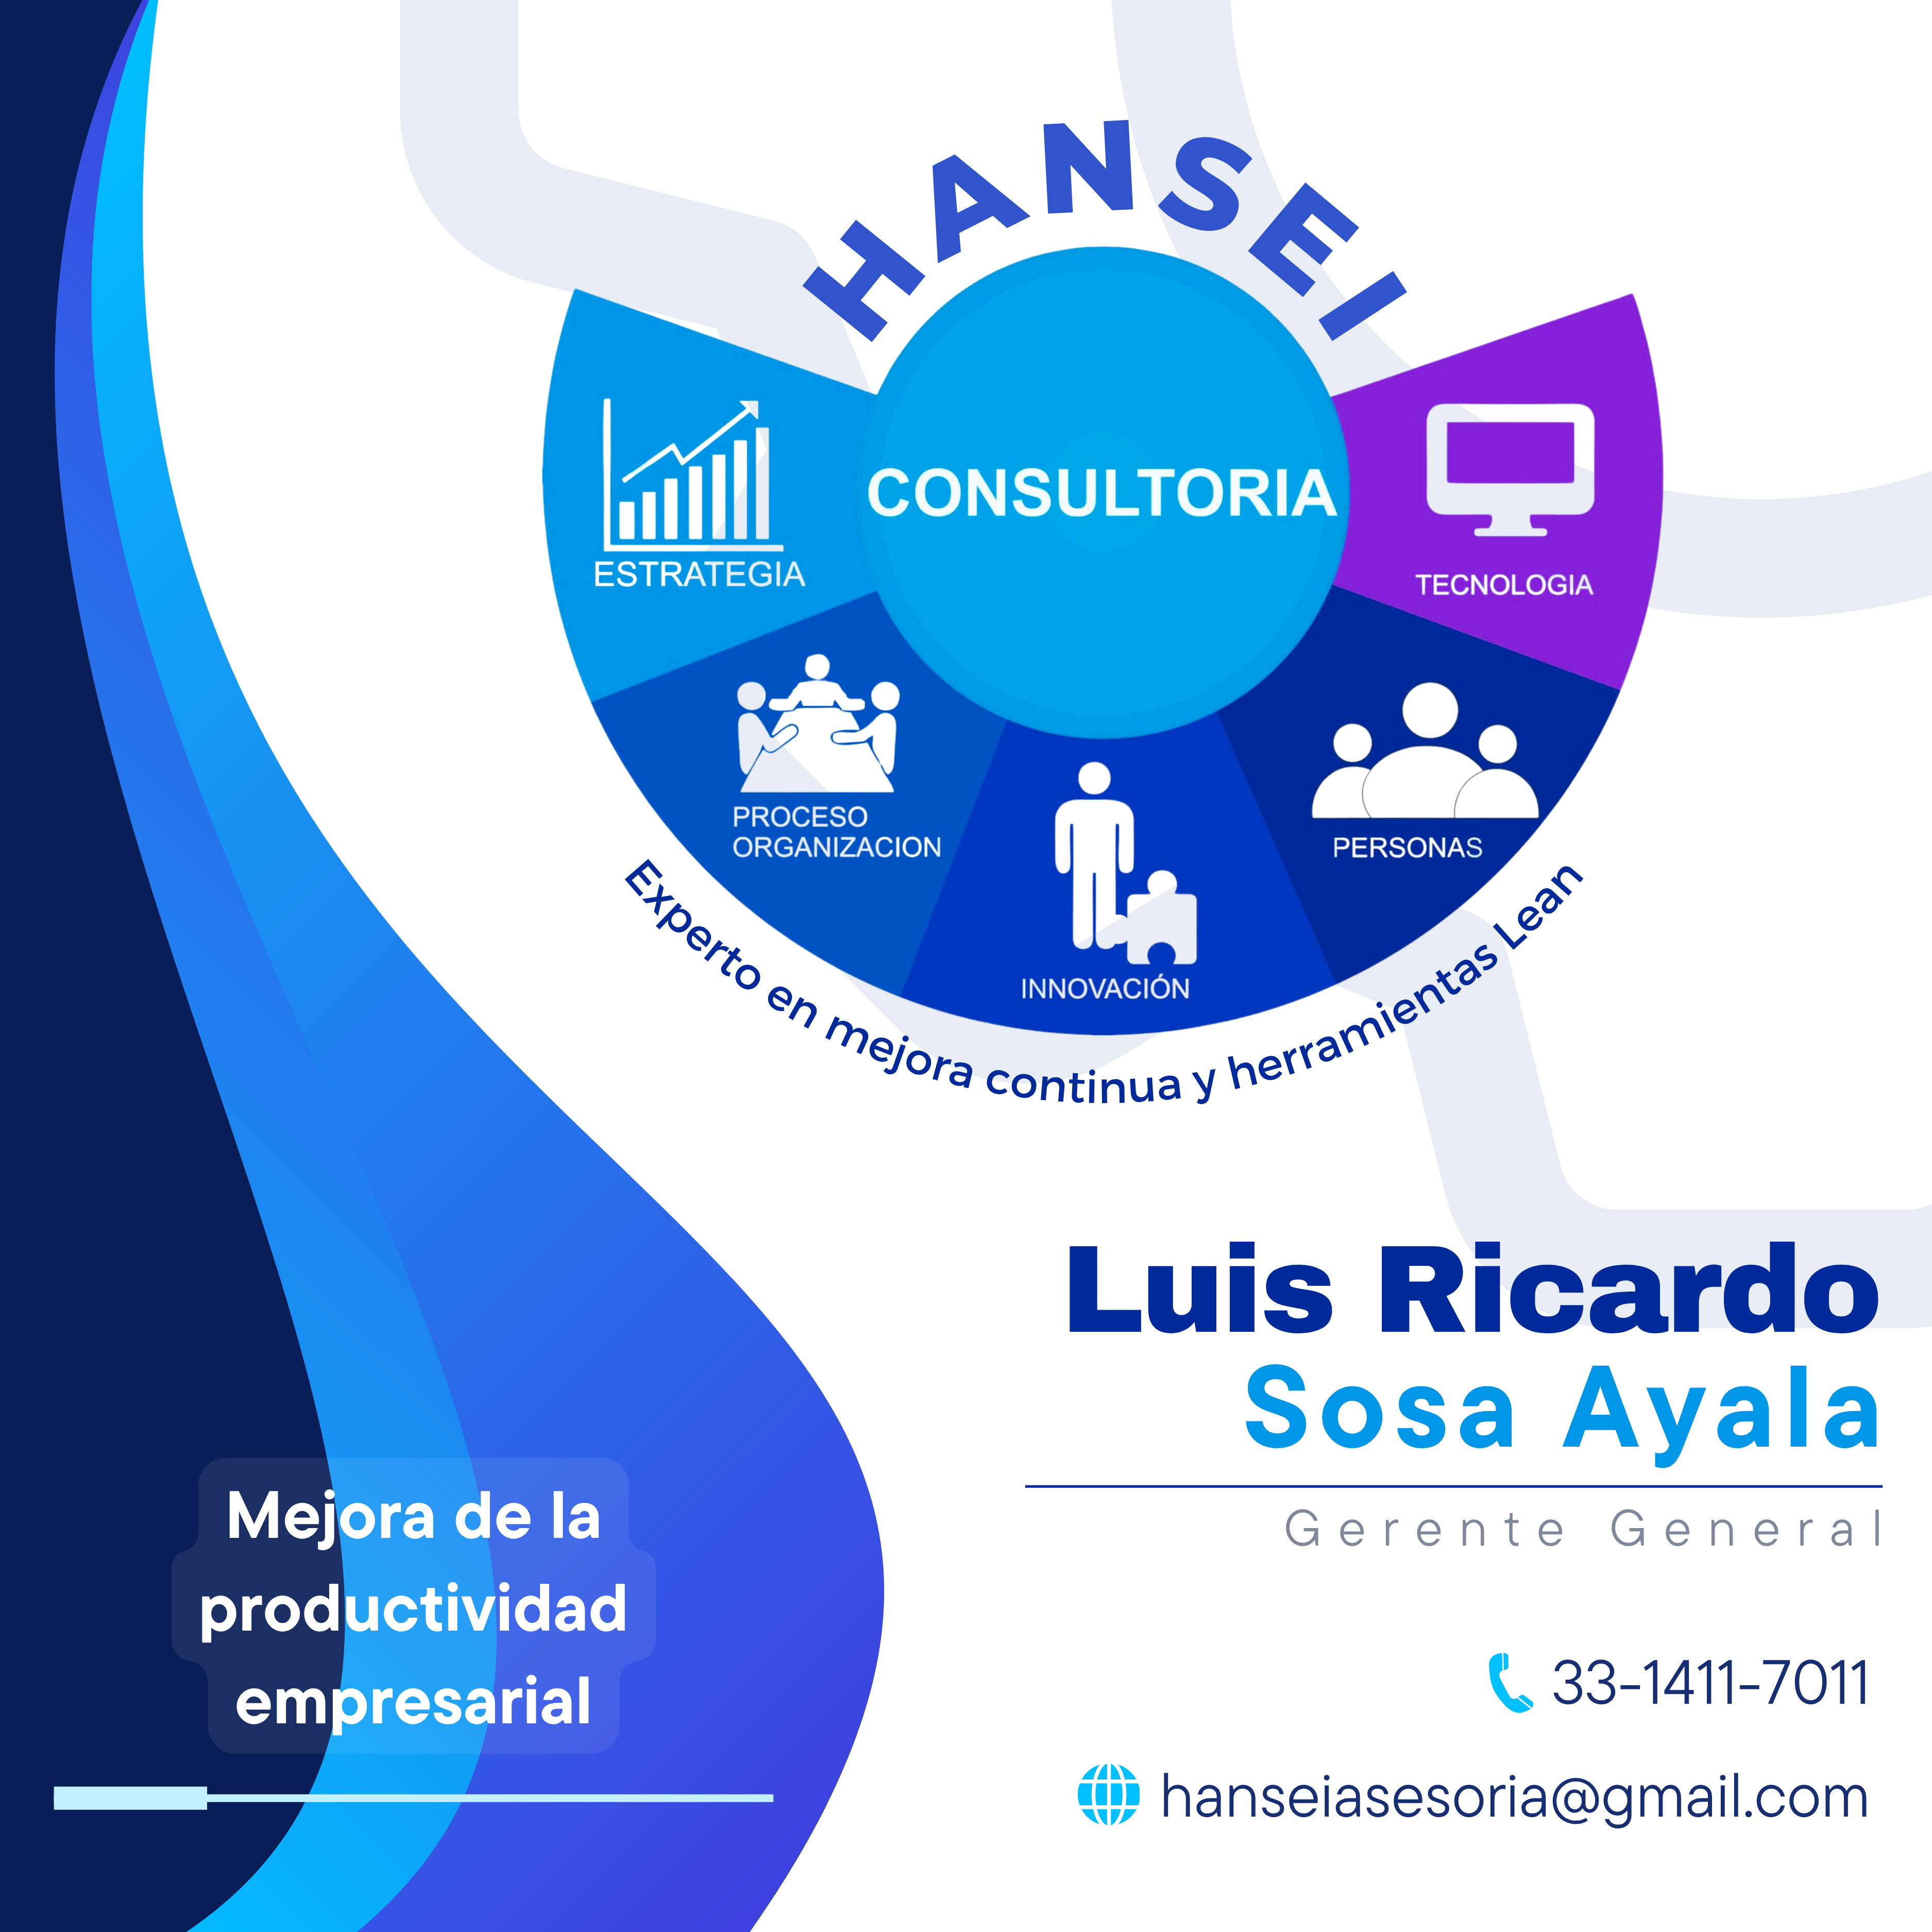 HANSEI
CONSULTORIA
ESTRATEGIA
TECNOLOGIA
PROCESO
ORGANIZACION
PERSONAS
INNOVACIÓN
Experto en mejora continua y herramientas Lean
Luis Ricardo
Sosa Ayala
Gerente General
Mejora de la
productividad
empresarial
33-1411-7011
hanseiasesoria@gmail.com